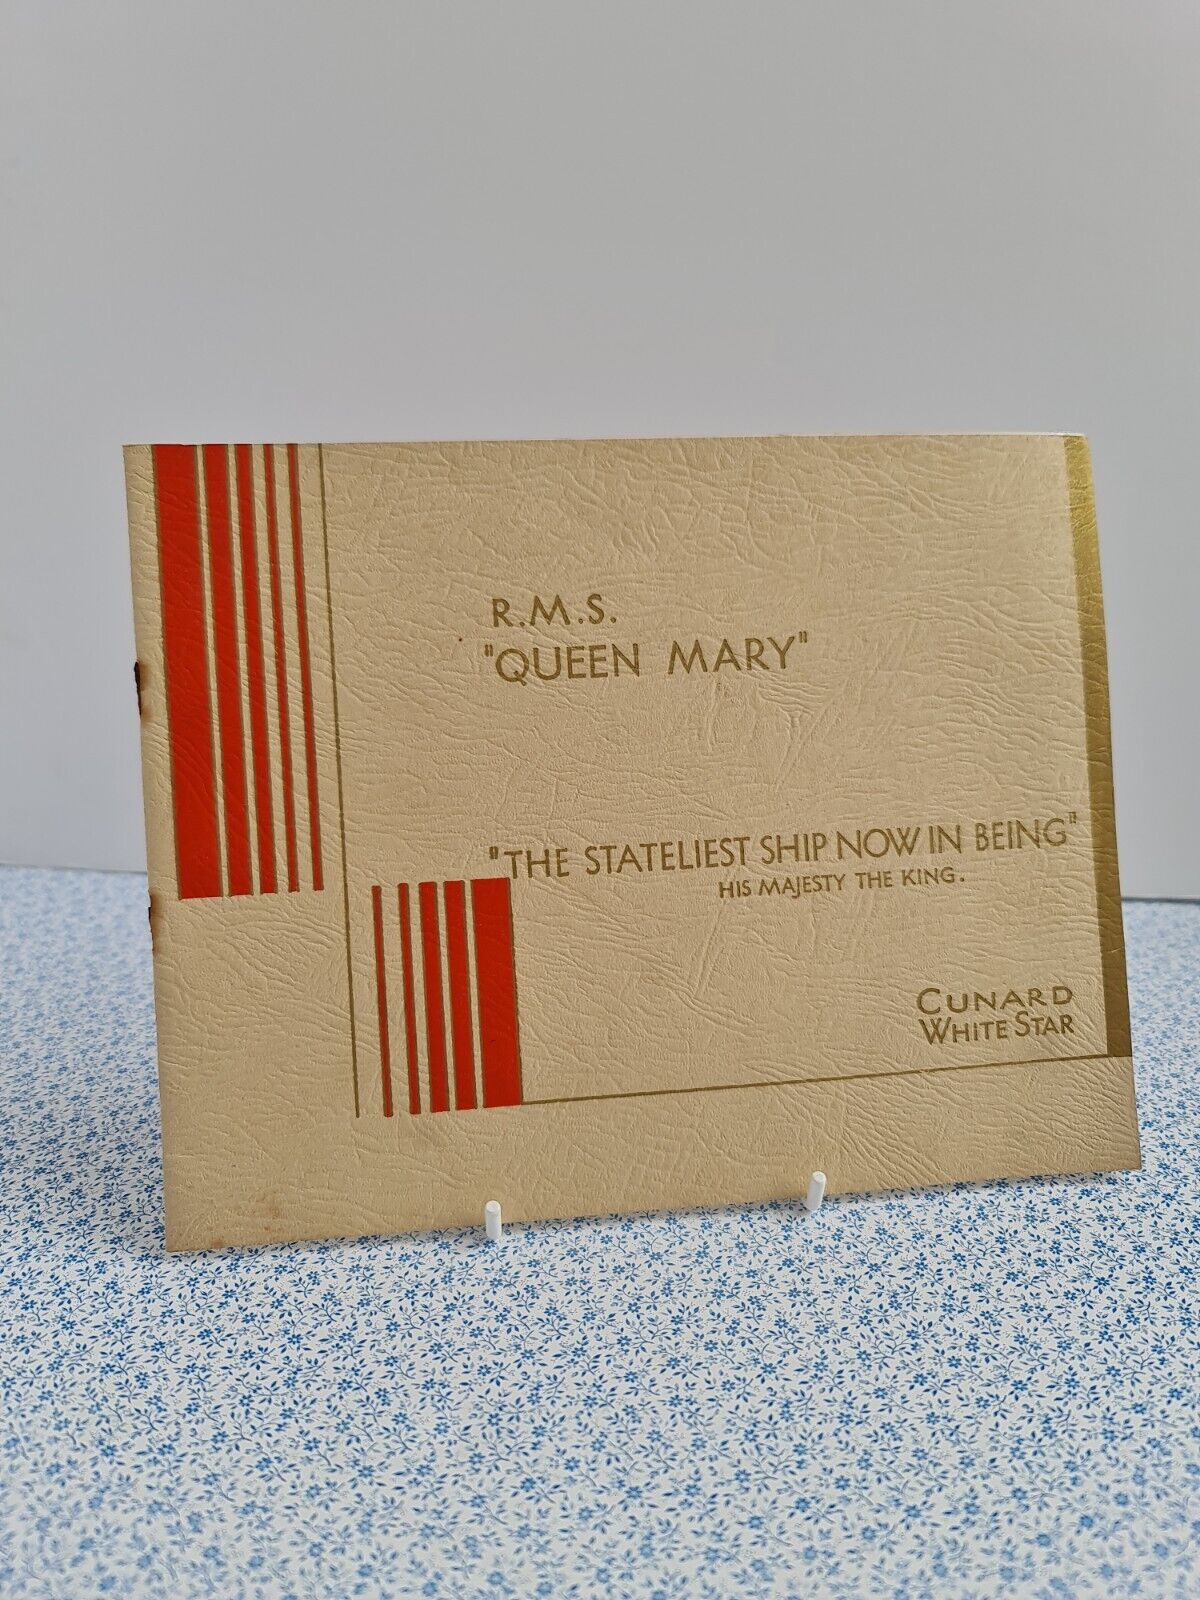 R.M.S.
"QUEEN MARY"
"THE STATELIEST SHIP NOW IN BEING"
HIS MAJESTY THE KING.
CUNARD
WHITE STAR